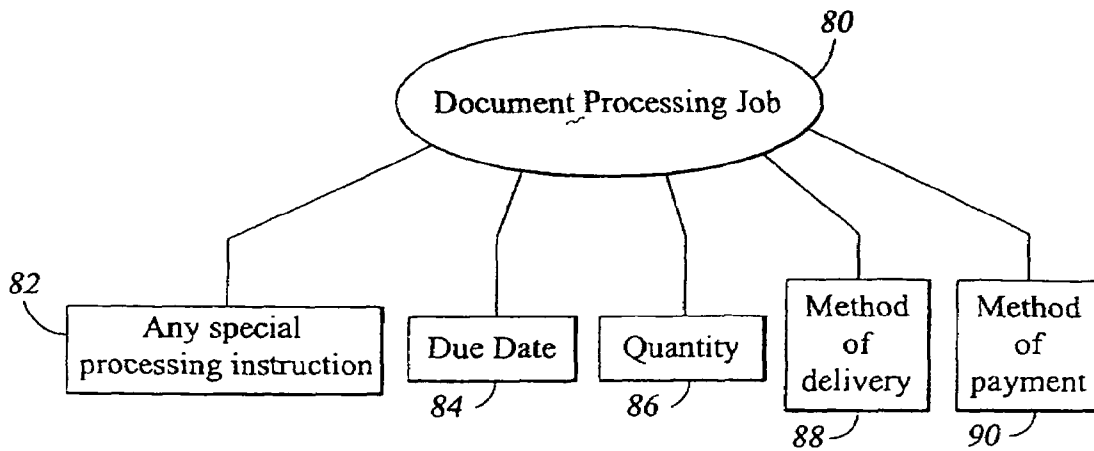 80
Document Processing Job
82
Any special
processing instruction
Due Date
84
Quantity
86
Method
of
delivery
88
Method
of
payment
90